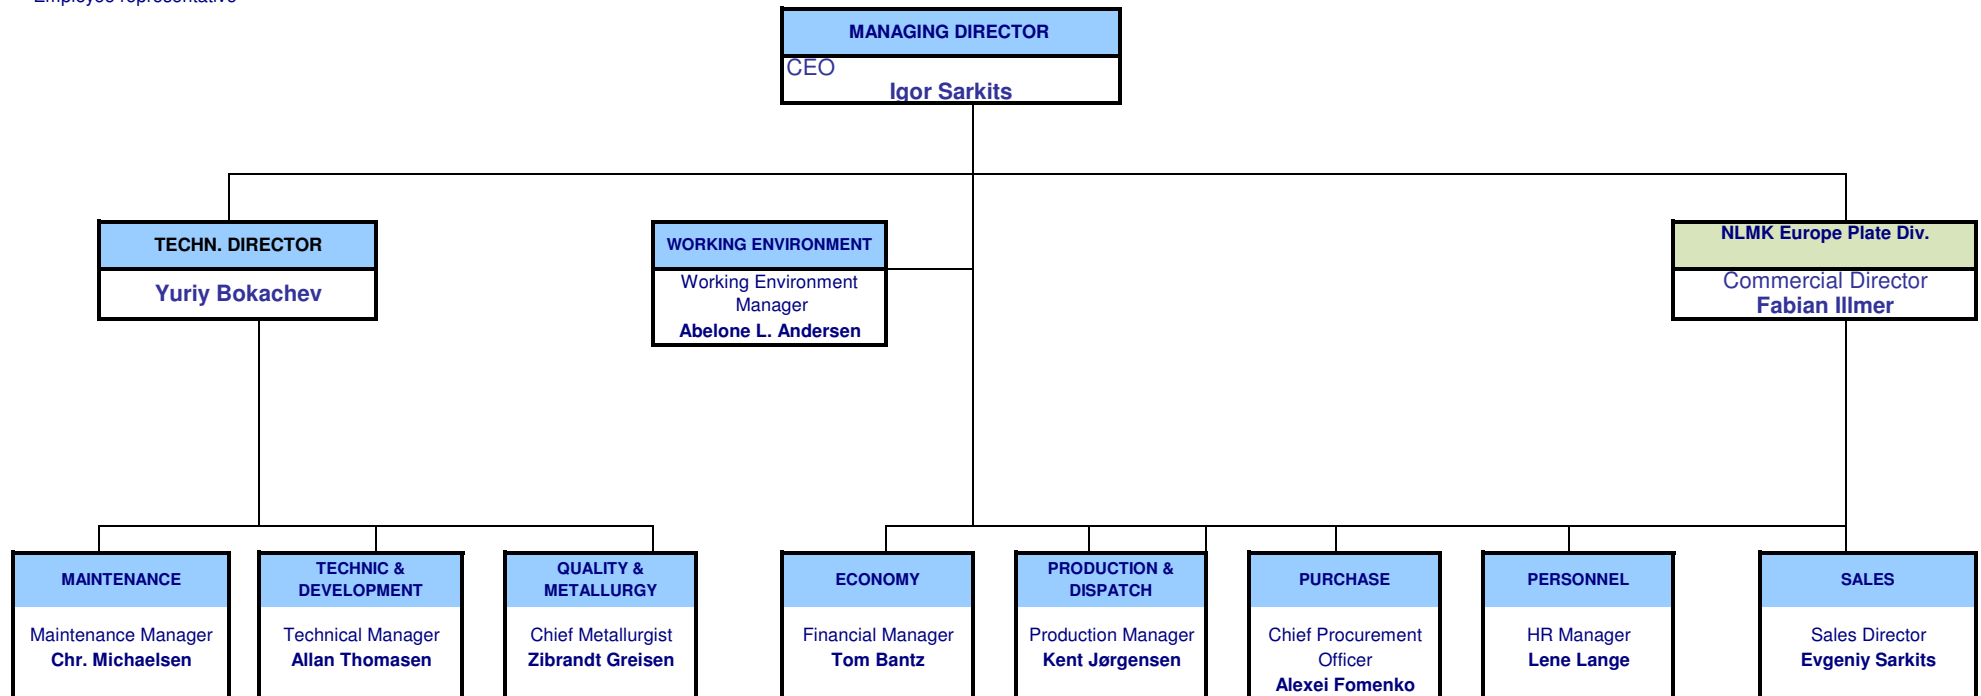 Employee representative
MANAGING DIRECTOR
CEO
Igor Sarkits
TECHN. DIRECTOR
Yuriy Bokachev
WORKING ENVIRONMENT
Working Environment
Manager
Abelone L. Andersen
NLMK Europe Plate Div.
Commercial Director
Fabian Illmer
MAINTENANCE
Maintenance Manager
Chr. Michaelsen
TECHNIC &
DEVELOPMENT
Technical Manager
Allan Thomasen
QUALITY &
METALLURGY
Chief Metallurgist
Zibrandt Greisen
ECONOMY
Financial Manager
Tom Bantz
PRODUCTION &
DISPATCH
Production Manager
Kent Jørgensen
PURCHASE
Chief Procurement
Officer
Alexei Fomenko
PERSONNEL
HR Manager
Lene Lange
SALES
Sales Director
Evgeniy Sarkits